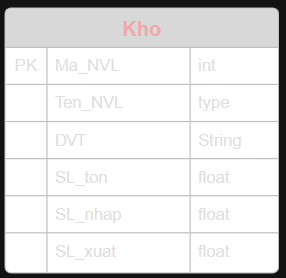 Kho
PK Ma_NVL int
Ten_NVL type
DVT String
SL_ton float
SL_nhap float
SL_xuat float